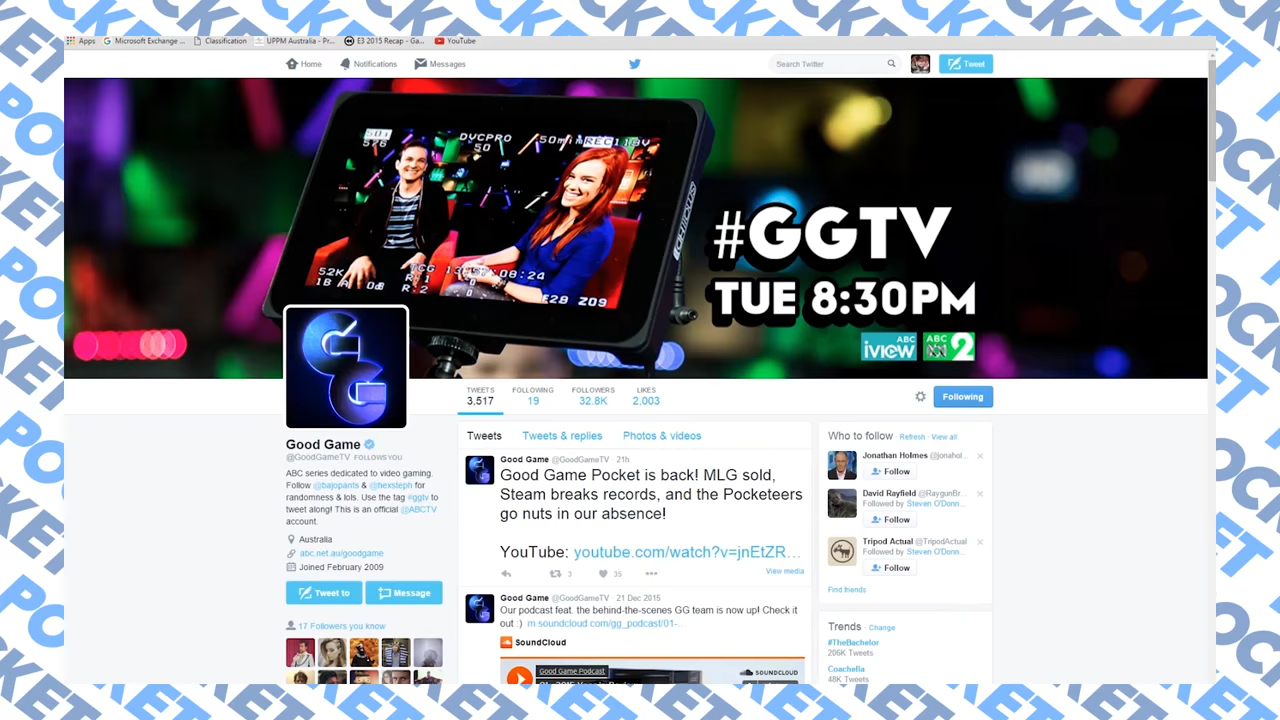 Apps
Microsoft Exchange ...
Classification
UPPM Australia - Pr...
E3 2015 Recap - Ga...
YouTube
Home
Notifications
Messages
Search Twitter
Tweet
DVCPRO
50
576
52K
E28 Z09
#GGTV
TUE 8:30PM
ABC
iview
ABC
2
TWEETS
3,517
FOLLOWING
19
FOLLOWERS
32.8K
LIKES
2,003
Following
Good Game
@GoodGameTV FOLLOWS YOU
ABC series dedicated to video gaming.
Follow @bajopants & @hexsteph for
randomness & lols. Use the tag #ggtv to
tweet along! This is an official @ABCTV
account.
Australia
abc.net.au/goodgame
Joined February 2009
Tweet to
Message
17 Followers you know
Tweets
Tweets & replies
Photos & videos
Good Game @GoodGameTV · 21h
Good Game Pocket is back! MLG sold,
Steam breaks records, and the Pocketeers
go nuts in our absence!
YouTube: youtube.com/watch?v=jnEtZR...
3
35
View media
Good Game @GoodGameTV · 21 Dec 2015
Our podcast feat. the behind-the-scenes GG team is now up! Check it
out :) m.soundcloud.com/gg_podcast/01-...
SoundCloud
Good Game Podcast
SOUNDCLOUD
Who to follow · Refresh · View all
Jonathan Holmes @jonahol...
Follow
David Rayfield @RaygunBr...
Followed by Steven O'Donn...
Follow
Tripod Actual @TripodActual
Followed by Steven O'Donn...
Follow
Find friends
Trends · Change
#TheBachelor
206K Tweets
Coachella
48K Tweets
POCKET